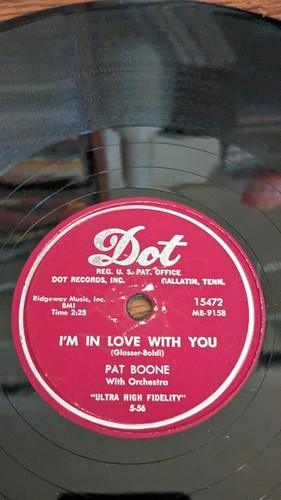 Dot
REG. U. S. PAT. OFFICE
DOT RECORDS, INC. GALLATIN, TENN.
Ridgeway Music, Inc.
BMI
Time 2:25
15472
MB-9158
I'M IN LOVE WITH YOU
(Glasser-Boldi)
PAT BOONE
With Orchestra
"ULTRA HIGH FIDELITY"
5-56